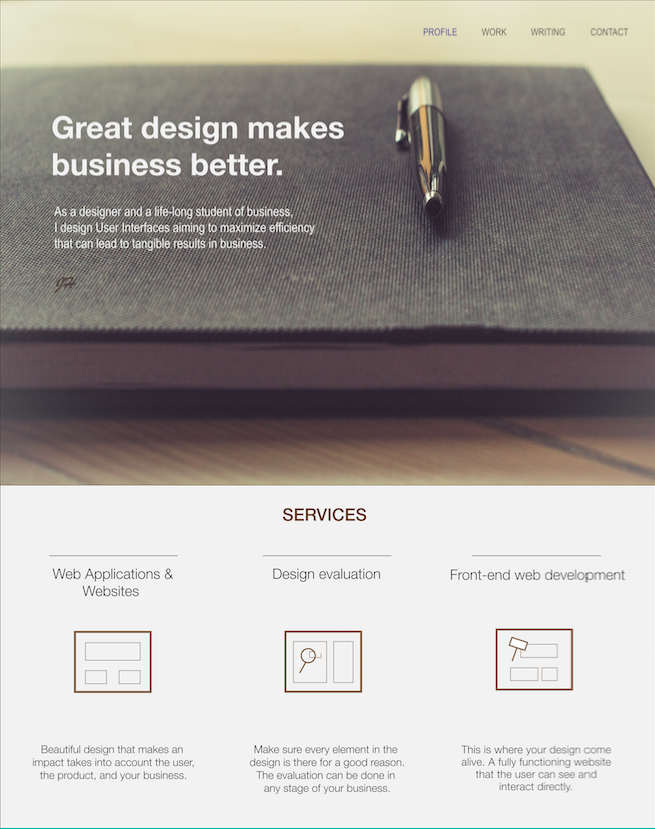 PROFILE WORK WRITING CONTACT
Great design makes
business better.
As a designer and a life-long student of business,
I design User Interfaces aiming to maximize efficiency
that can lead to tangible results in business.
SERVICES
Web Applications &
Websites
Design evaluation
Front-end web development
Beautiful design that makes an
impact takes into account the user,
the product, and your business.
Make sure every element in the
design is there for a good reason.
The evaluation can be done in
any stage of your business.
This is where your design come
alive. A fully functioning website
that the user can see and
interact directly.